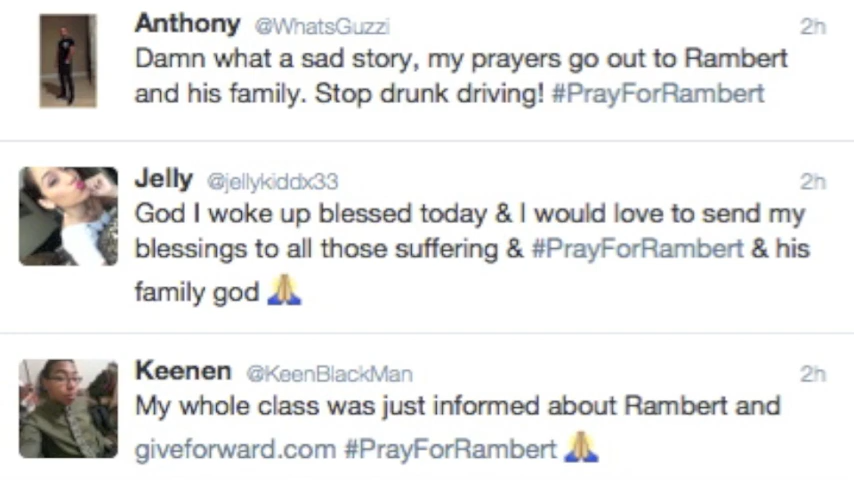 Anthony @WhatsGuzzi 2h
Damn what a sad story, my prayers go out to Rambert
and his family. Stop drunk driving! #PrayForRambert
Jelly @jellykiddx33 2h
God I woke up blessed today & I would love to send my
blessings to all those suffering & #PrayForRambert & his
family god 🙏
Keenen @KeenBlackMan 2h
My whole class was just informed about Rambert and
giveforward.com #PrayForRambert 🙏